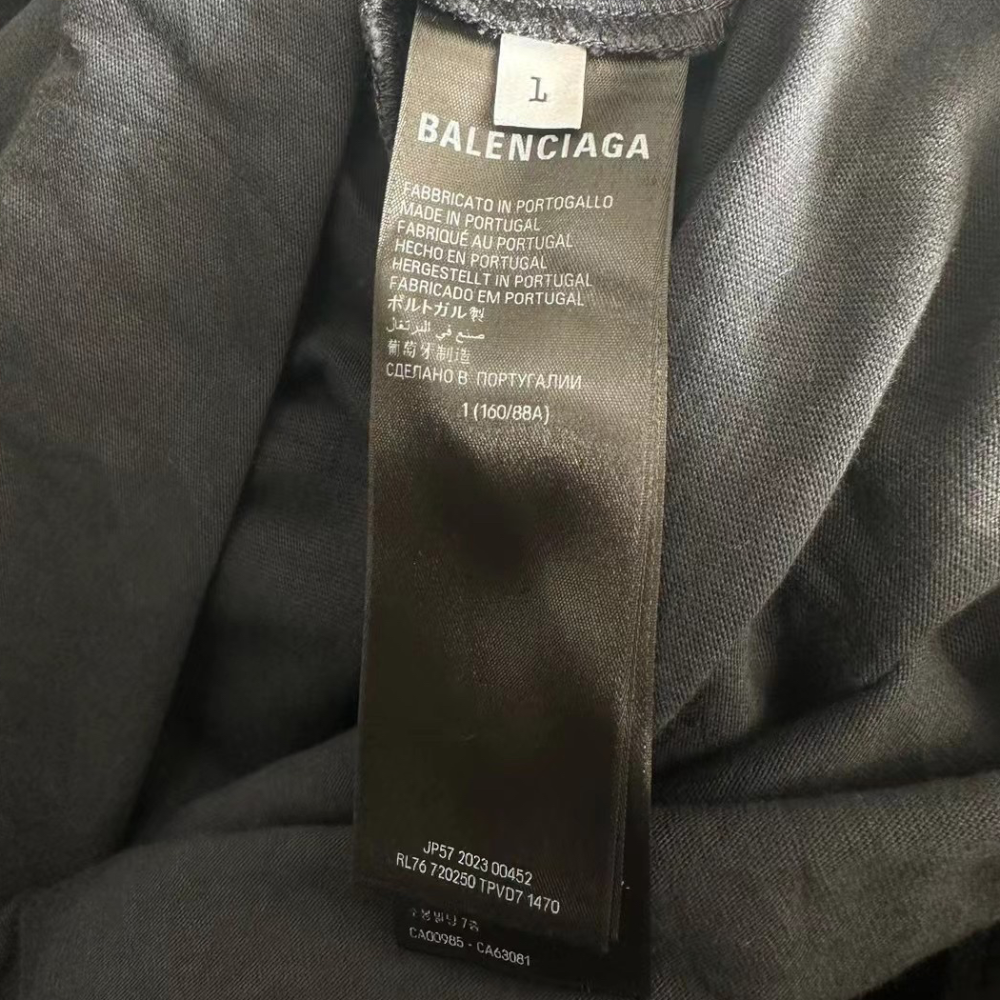 1
BALENCIAGA
FABBRICATO IN PORTOGALLO
MADE IN PORTUGAL
FABRIQUÉ AU PORTUGAL
HECHO EN PORTUGAL
HERGESTELLT IN PORTUGAL
FABRICADO EM PORTUGAL
ポルトガル製
صنع في البرتغال
葡萄牙制造
СДЕЛАНО В ПОРТУГАЛИИ
1 (160/88A)
JP57 2023 00452
RL76 720250 TPVD7 1470
CA00985 - CA63081